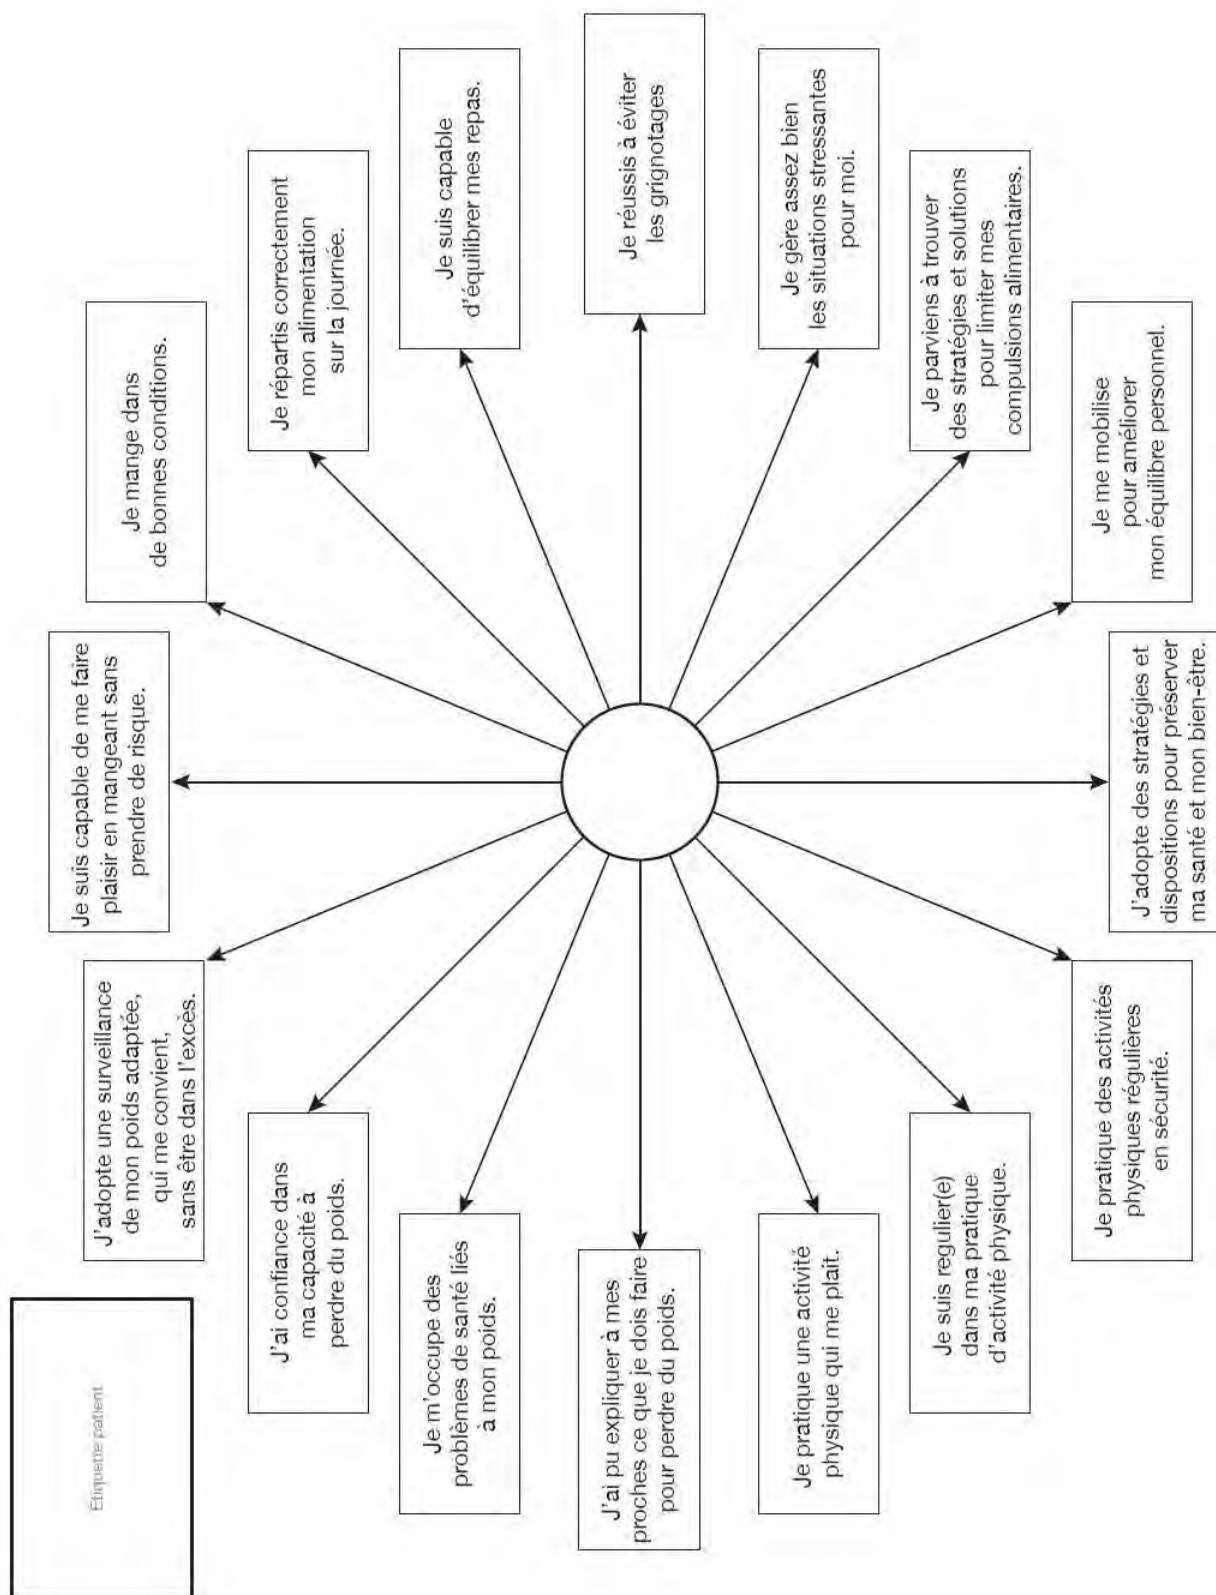 Etiquette patient
J'adopte une surveillance
de mon poids adaptée,
qui me convient,
sans être dans l'excès.
Je suis capable de me faire
plaisir en mangeant sans
prendre de risque.
Je mange dans
de bonnes conditions.
Je répartis correctement
mon alimentation
sur la journée.
Je suis capable
d'équilibrer mes repas.
Je réussis à éviter
les grignotages
Je gère assez bien
les situations stressantes
pour moi.
Je parviens à trouver
des stratégies et solutions
pour limiter mes
compulsions alimentaires.
Je me mobilise
pour améliorer
mon équilibre personnel.
J'adopte des stratégies et
dispositions pour préserver
ma santé et mon bien-être.
Je pratique des activités
physiques régulières
en sécurité.
Je suis regulier(e)
dans ma pratique
d'activité physique.
Je pratique une activité
physique qui me plait.
J'ai pu expliquer à mes
proches ce que je dois faire
pour perdre du poids.
Je m'occupe des
problèmes de santé liés
à mon poids.
J'ai confiance dans
ma capacité à
perdre du poids.